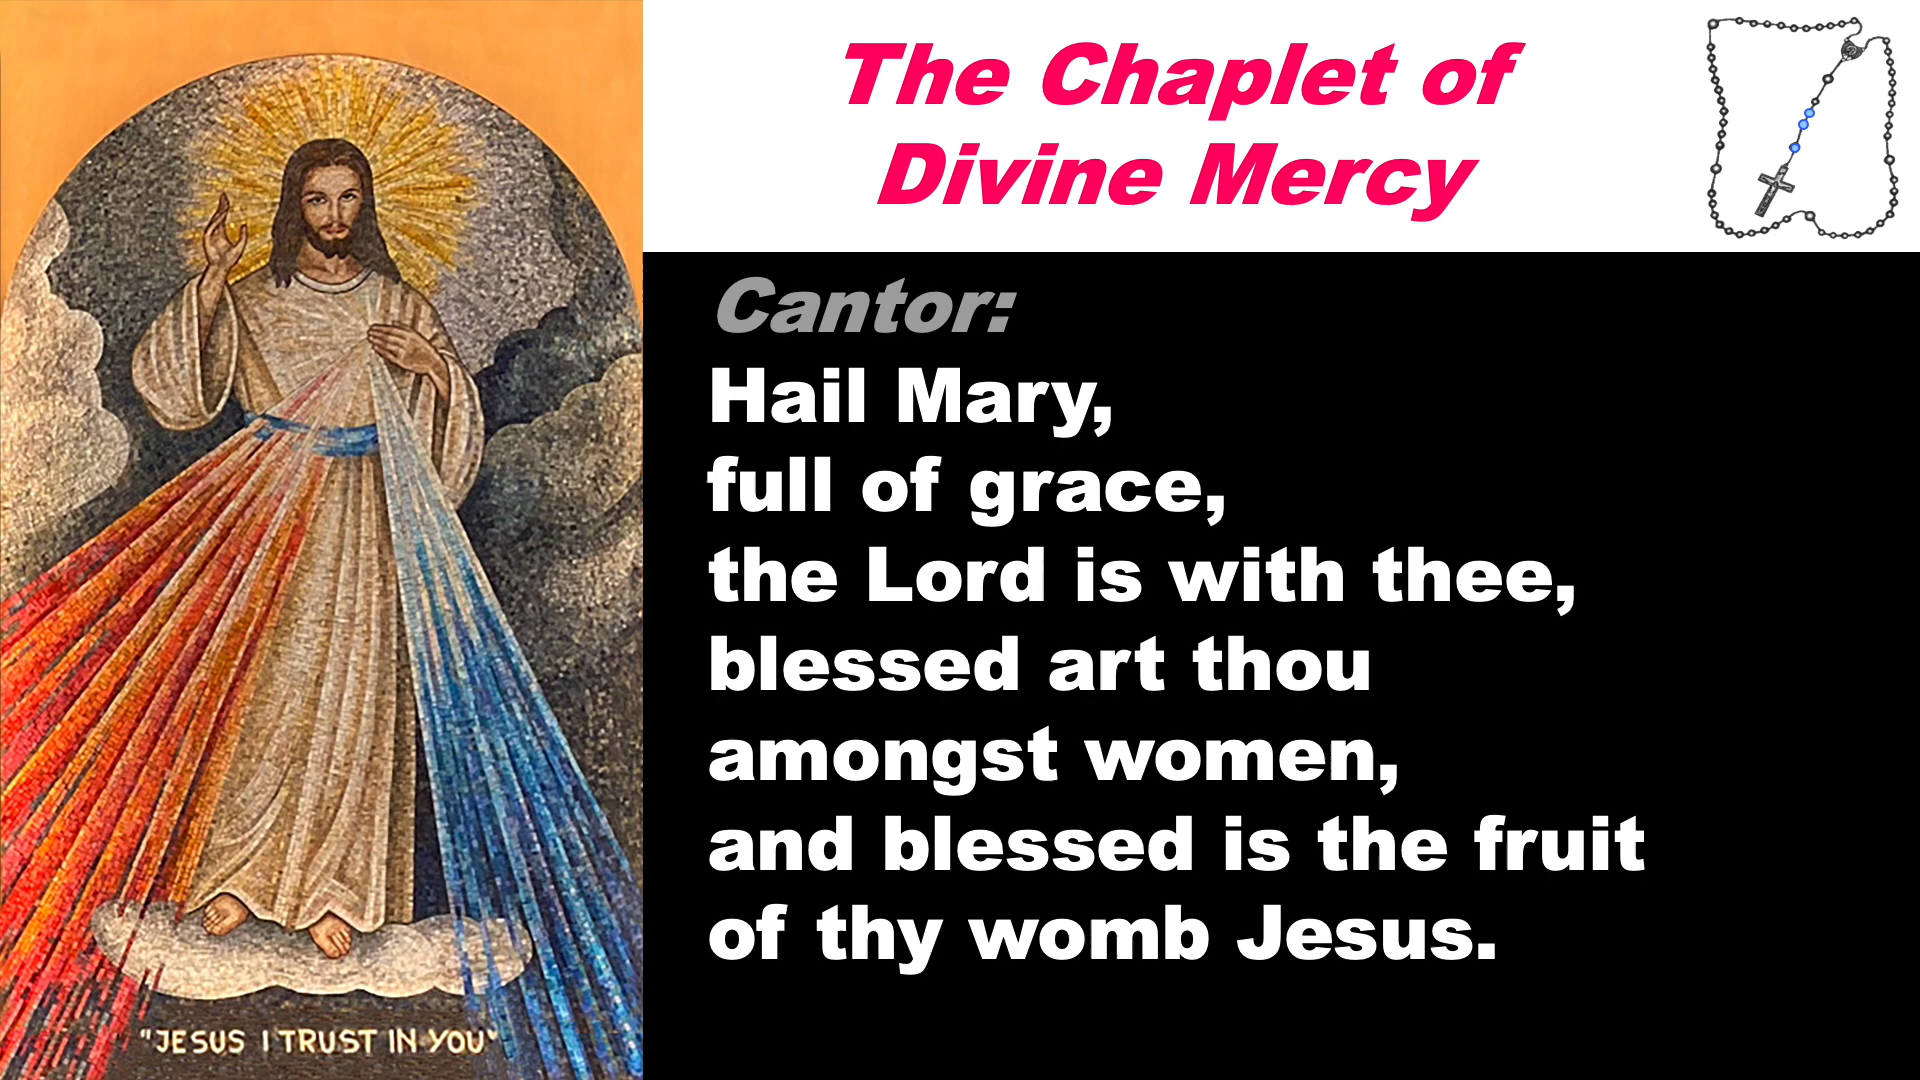 The Chaplet of
Divine Mercy
Cantor:
Hail Mary,
full of grace,
the Lord is with thee,
blessed art thou
amongst women,
and blessed is the fruit
of thy womb Jesus.
"JESUS I TRUST IN YOU"